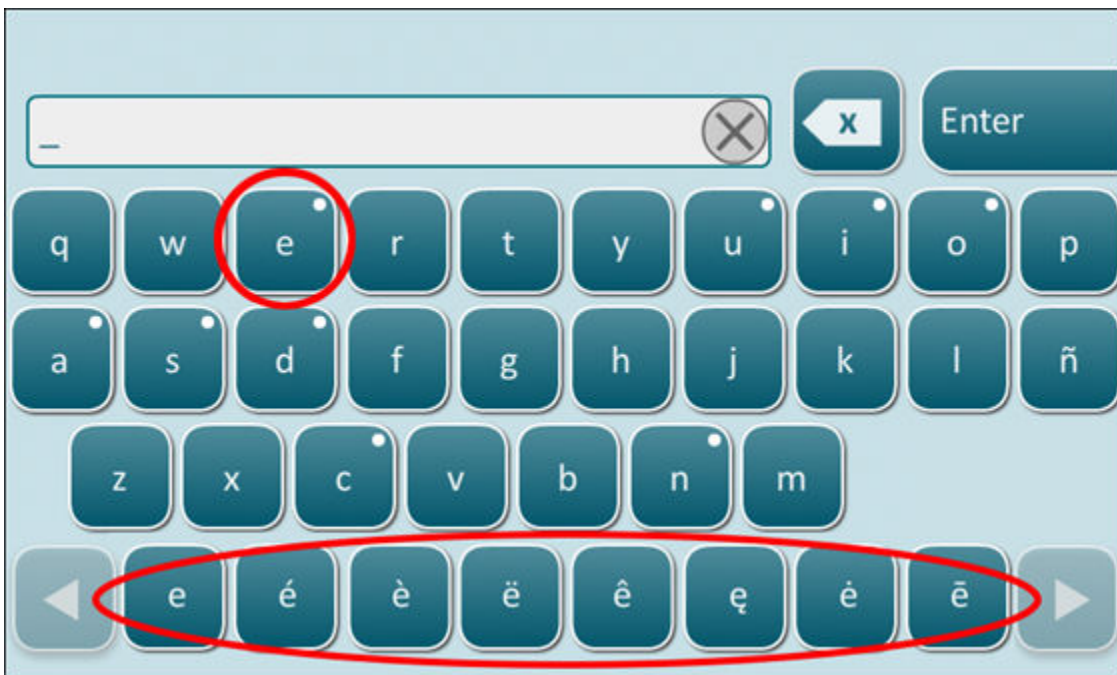 _
x Enter
q w e r t y u i o p
a s d f g h j k l ñ
z x c v b n m
e é è ë ê ę ė ē